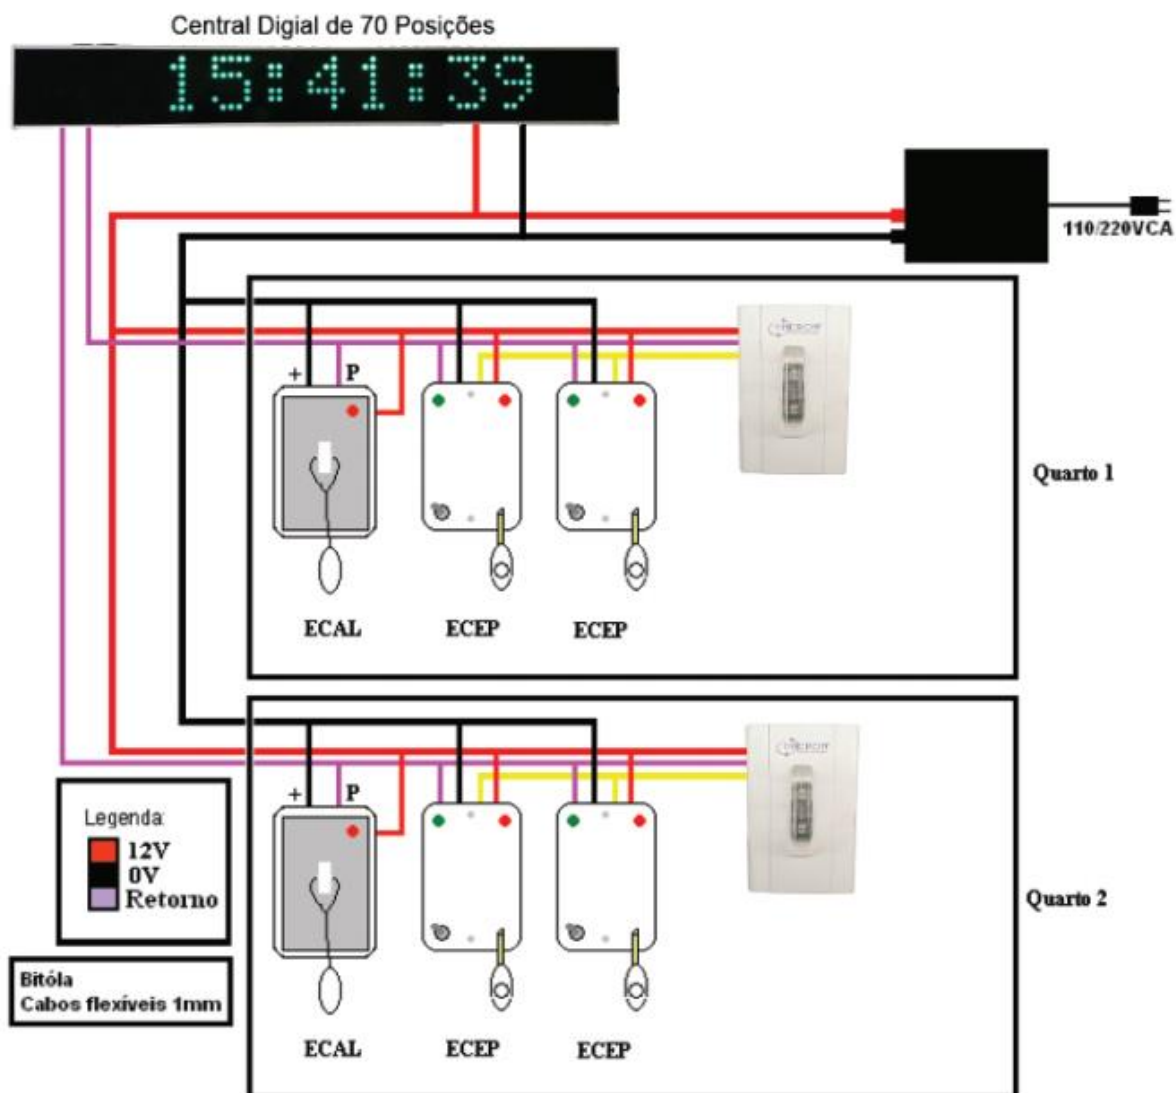 Central Digial de 70 Posições
15:41:39
110/220VCA
+ P
Quarto 1
ECAL ECEP ECEP
+ P
Legenda:
12V
0V
Retorno
Quarto 2
Bitóla
Cabos flexíveis 1mm
ECAL ECEP ECEP